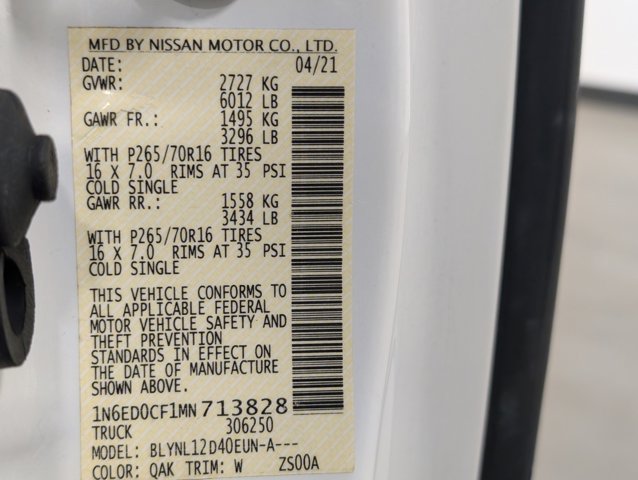 MFD BY NISSAN MOTOR CO., LTD.
DATE: 04/21
GVWR: 2727 KG
6012 LB
GAWR FR.: 1495 KG
3296 LB
WITH P265/70R16 TIRES
16 X 7.0 RIMS AT 35 PSI
COLD SINGLE
GAWR RR.: 1558 KG
3434 LB
WITH P265/70R16 TIRES
16 X 7.0 RIMS AT 35 PSI
COLD SINGLE
THIS VEHICLE CONFORMS TO
ALL APPLICABLE FEDERAL
MOTOR VEHICLE SAFETY AND
THEFT PREVENTION
STANDARDS IN EFFECT ON
THE DATE OF MANUFACTURE
SHOWN ABOVE.
1N6ED0CF1MN713828
TRUCK 306250
MODEL: BLYNL12D40EUN-A---
COLOR: QAK TRIM: W ZS00A